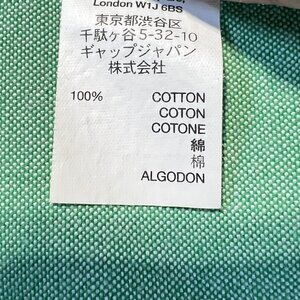 London W1J 6BS
東京都渋谷区
千駄ヶ谷 5-32-10
ギャップジャパン
株式会社
100% COTTON
COTON
COTONE
綿
棉
ALGODON